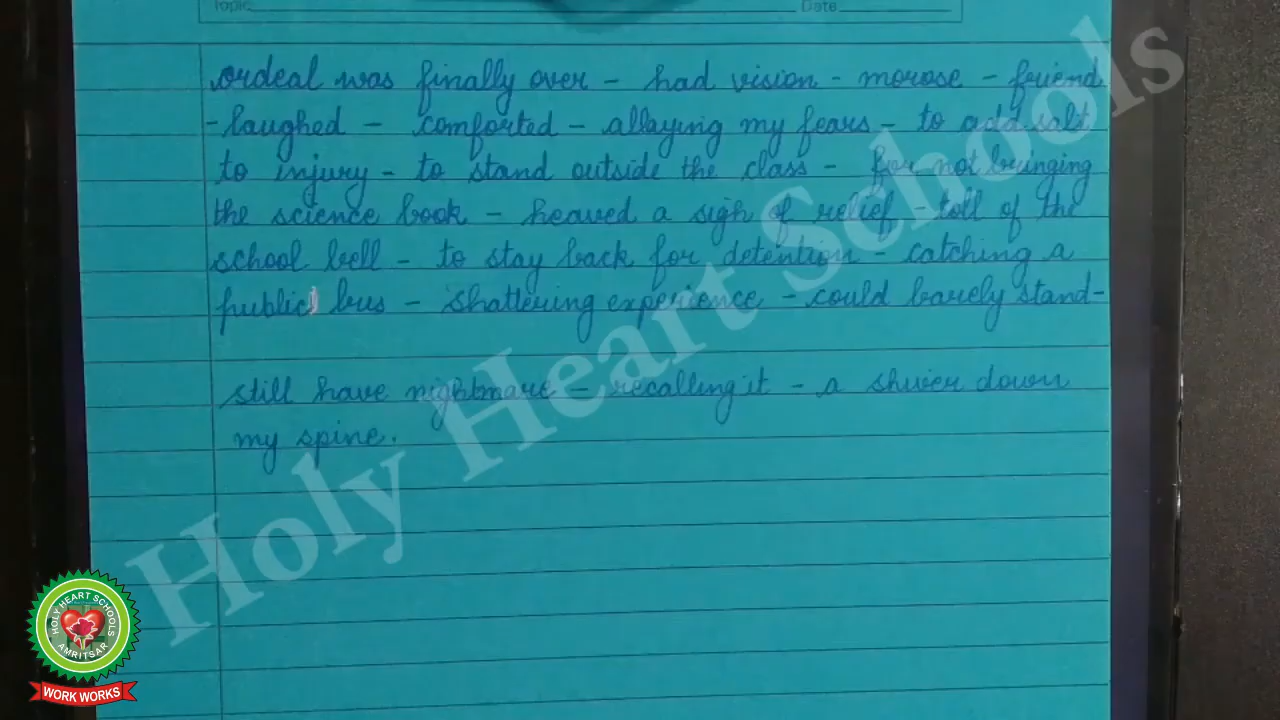 Topic Date
ordeal was finally over - had vision - morose - friend
- laughed - comforted - allaying my fears - to add salt
to injury - to stand outside the class - for not bringing
the science book - heaved a sigh of relief - toll of the
school bell - to stay back for detention - catching a
public bus - shattering experience - could barely stand-
still have nightmare - recalling it - a shiver down
my spine.
Holy Heart Schools
HOLY HEART SCHOOLS
AMRITSAR
WORK WORKS